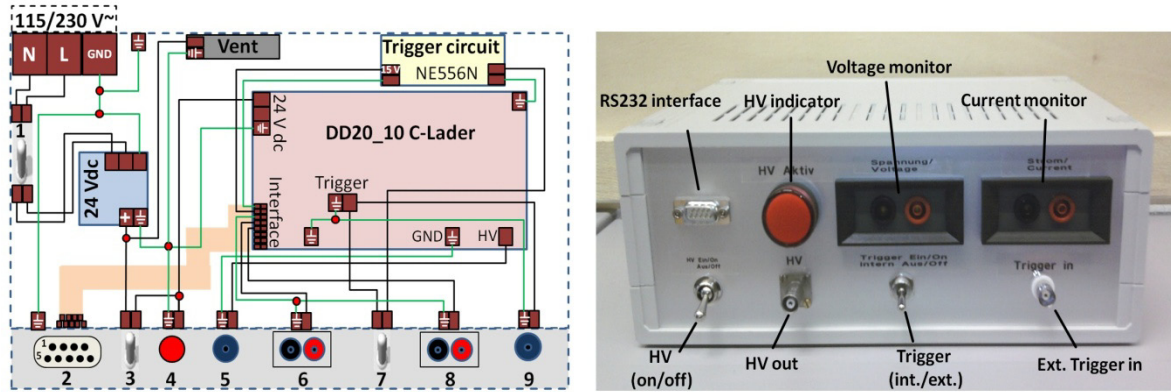 115/230 V~
N L GND
Vent
Trigger circuit
15 V
NE556N
1
24 V dc
DD20_10 C-Lader
24 Vdc
+
Trigger
Interface
GND
HV
1
5
2 3 4 5 6 7 8 9
Voltage monitor
RS232 interface
HV indicator
Current monitor
HV Aktiv
Spannung/
Voltage
Strom/
Current
HV Ein/On
Aus/Off
HV
Trigger Ein/On
Intern Aus/Off
Trigger in
HV
(on/off)
HV out
Trigger
(int./ext.)
Ext. Trigger in